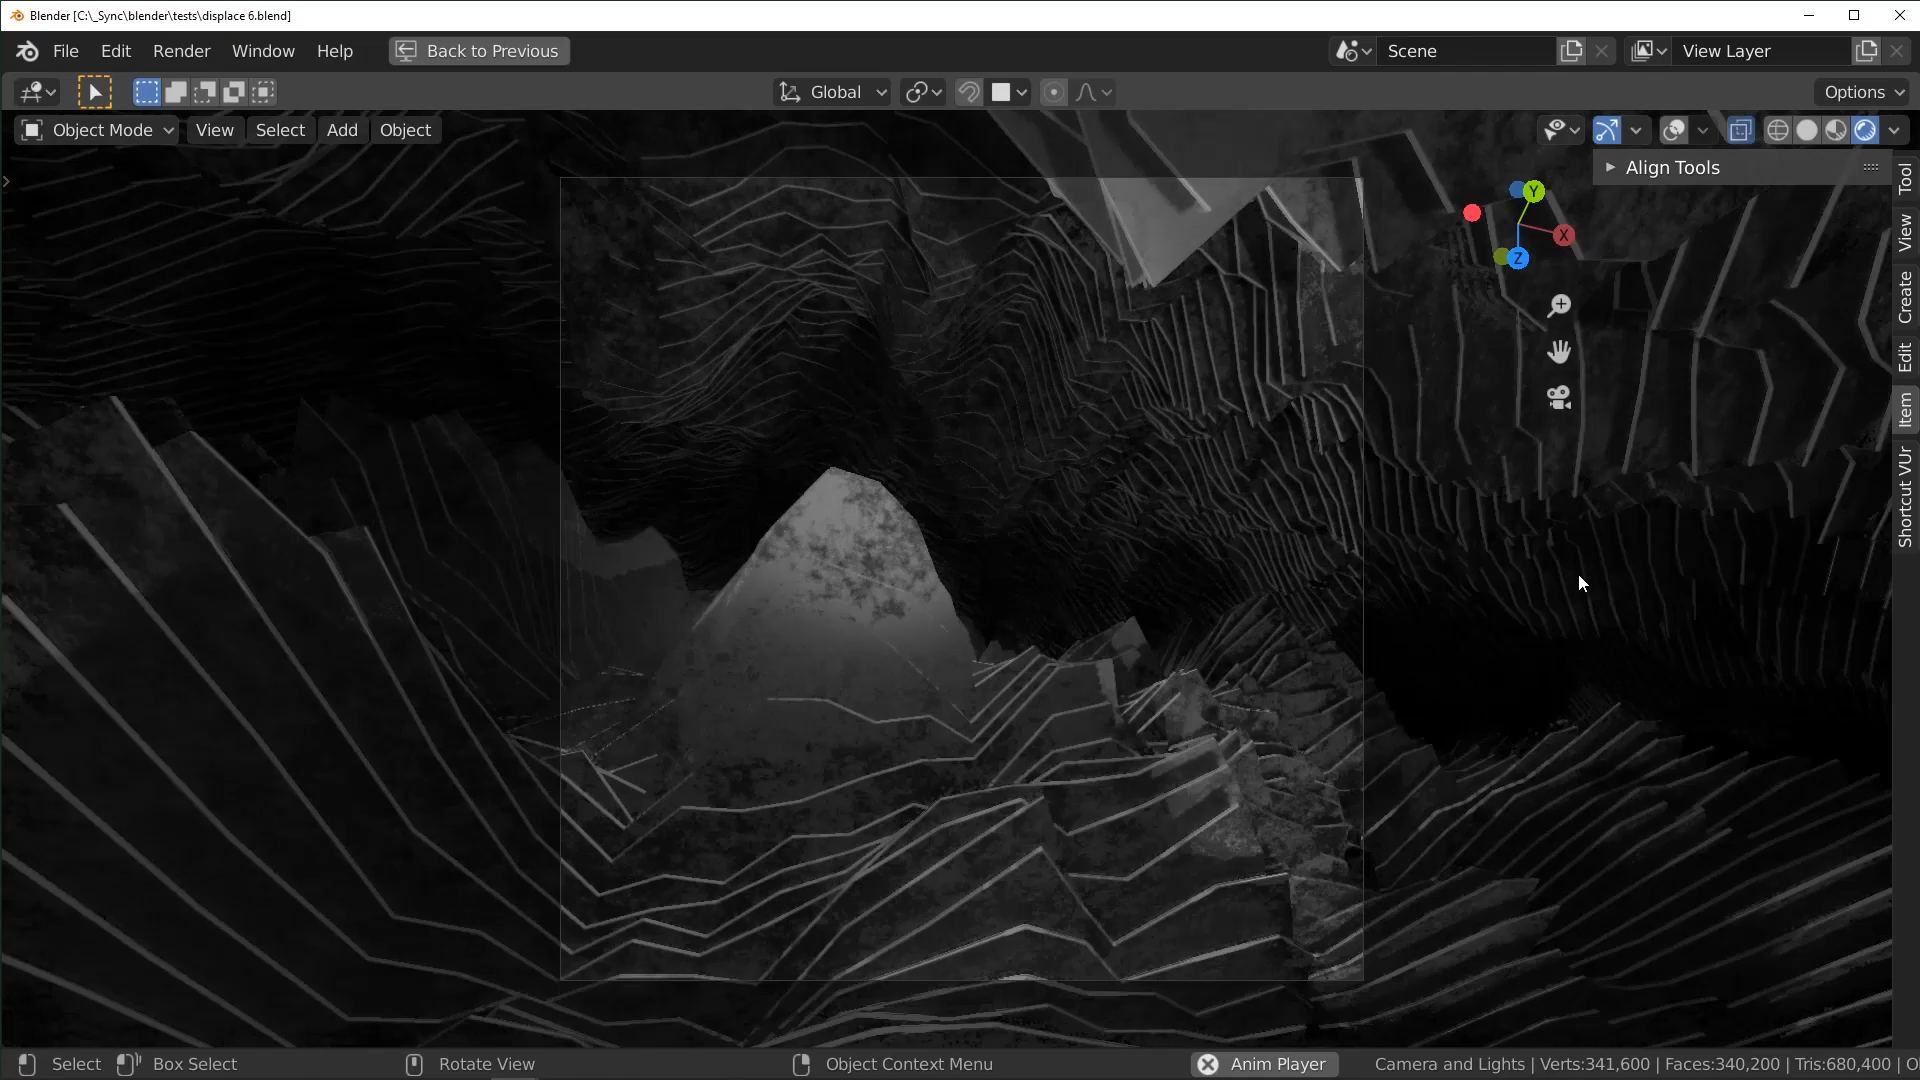 Blender [C:\_Sync\blender\tests\displace 6.blend]
File Edit Render Window Help Back to Previous Scene View Layer
Global Options
Object Mode View Select Add Object
Align Tools
Y
X
Z
Tool
View
Create
Edit
Item
Shortcut VUr
Select Box Select Rotate View Object Context Menu Anim Player Camera and Lights | Verts:341,600 | Faces:340,200 | Tris:680,400 | O